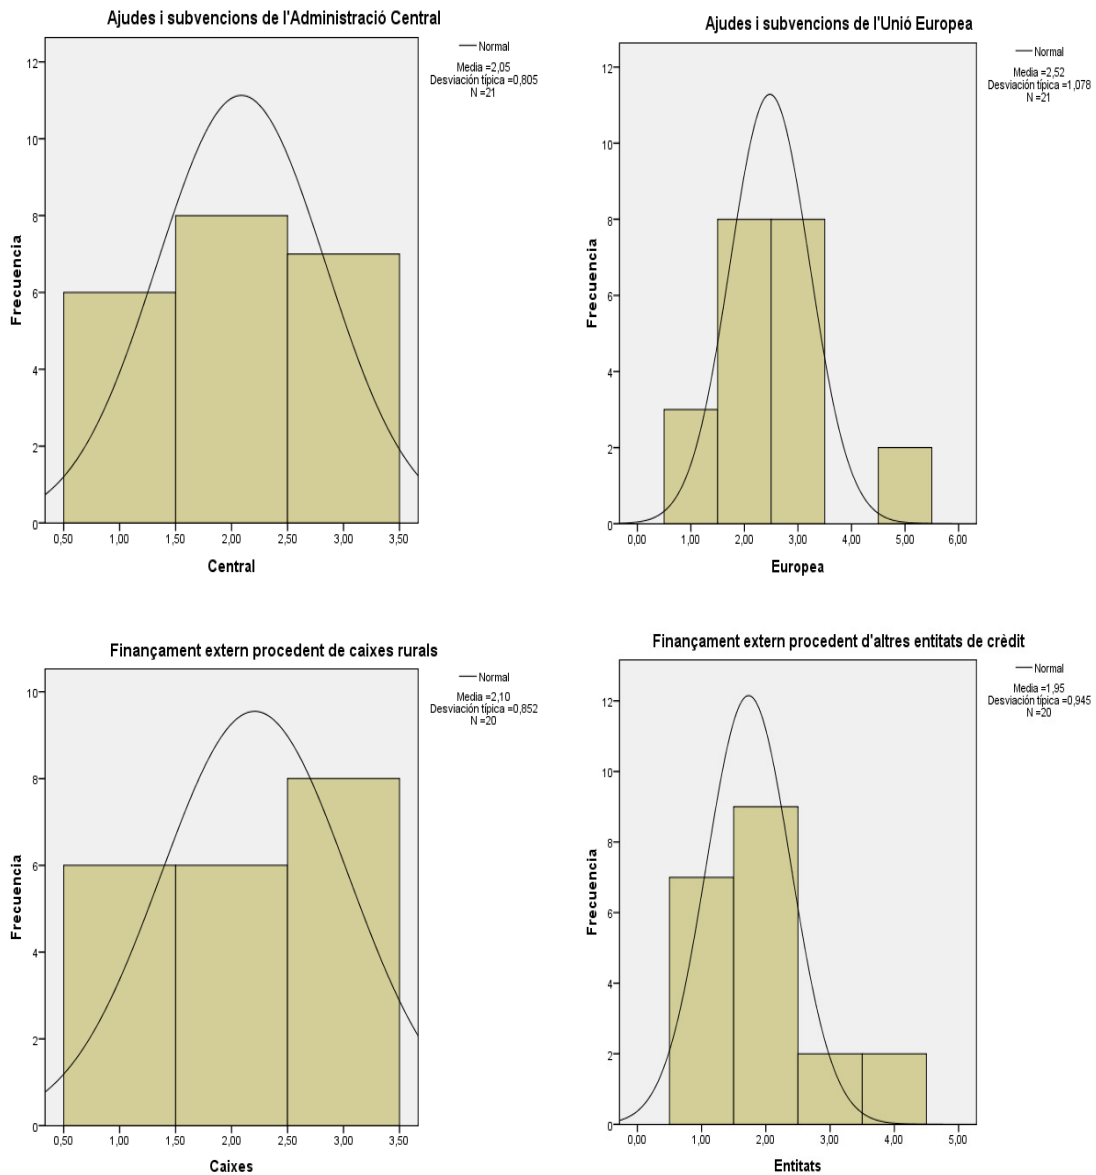 Ajudes i subvencions de l'Administració Central
Normal
Media =2,05
Desviación típica =0,805
N =21
Frecuencia
12
10
8
6
4
2
0
0,50 1,00 1,50 2,00 2,50 3,00 3,50
Central
Ajudes i subvencions de l'Unió Europea
Normal
Media =2,52
Desviación típica =1,078
N =21
Frecuencia
12
10
8
6
4
2
0
0,00 1,00 2,00 3,00 4,00 5,00 6,00
Europea
Finançament extern procedent de caixes rurals
Normal
Media =2,10
Desviación típica =0,852
N =20
Frecuencia
10
8
6
4
2
0
0,50 1,00 1,50 2,00 2,50 3,00 3,50
Caixes
Finançament extern procedent d'altres entitats de crèdit
Normal
Media =1,95
Desviación típica =0,945
N =20
Frecuencia
12
10
8
6
4
2
0
0,00 1,00 2,00 3,00 4,00 5,00
Entitats